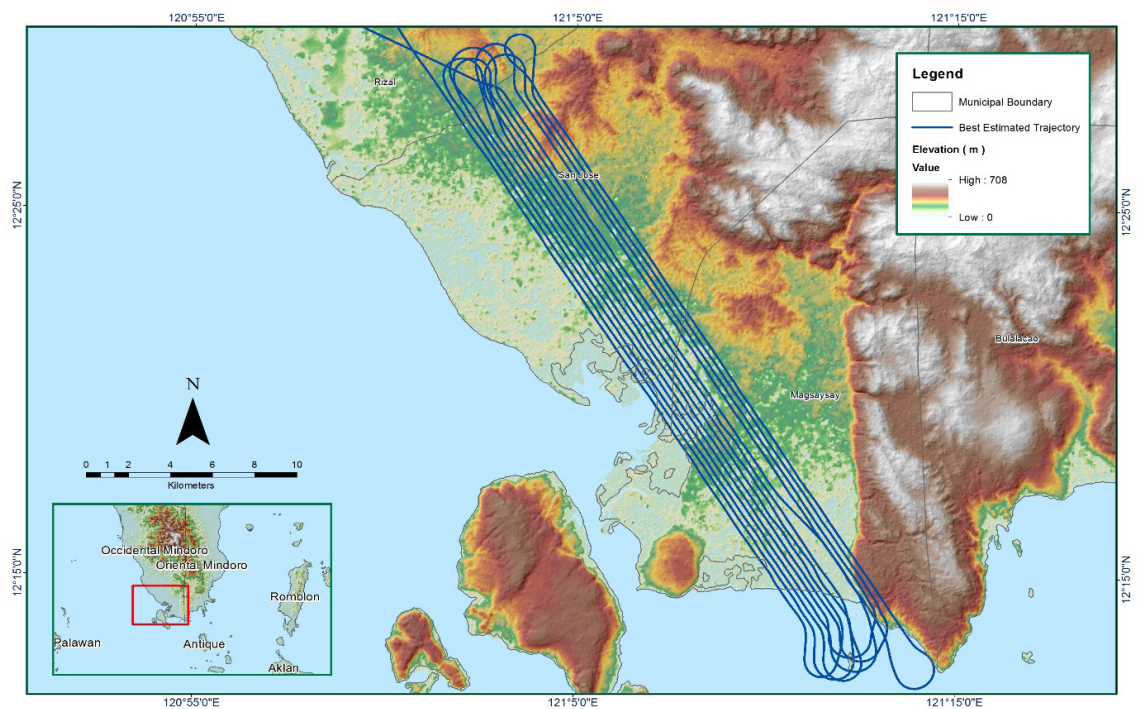 120°55'0"E 121°5'0"E 121°15'0"E
Rizal
Legend
Municipal Boundary
Best Estimated Trajectory
Elevation ( m )
Value
High : 708
Low : 0
San Jose
12°25'0"N 12°25'0"N
Bulalacao
N
Magsaysay
0 1 2 4 6 8 10
Kilometers
Occidental Mindoro
Oriental Mindoro
Romblon
Palawan
Antique
Aklan
12°15'0"N 12°15'0"N
120°55'0"E 121°5'0"E 121°15'0"E